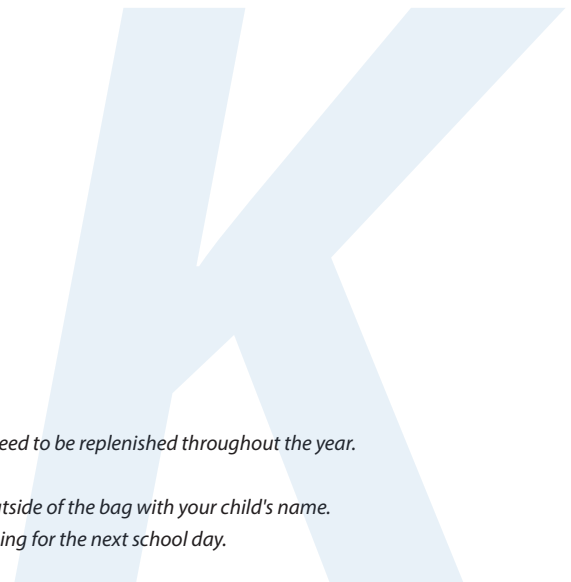 K
eed to be replenished throughout the year.
tside of the bag with your child's name.
ing for the next school day.